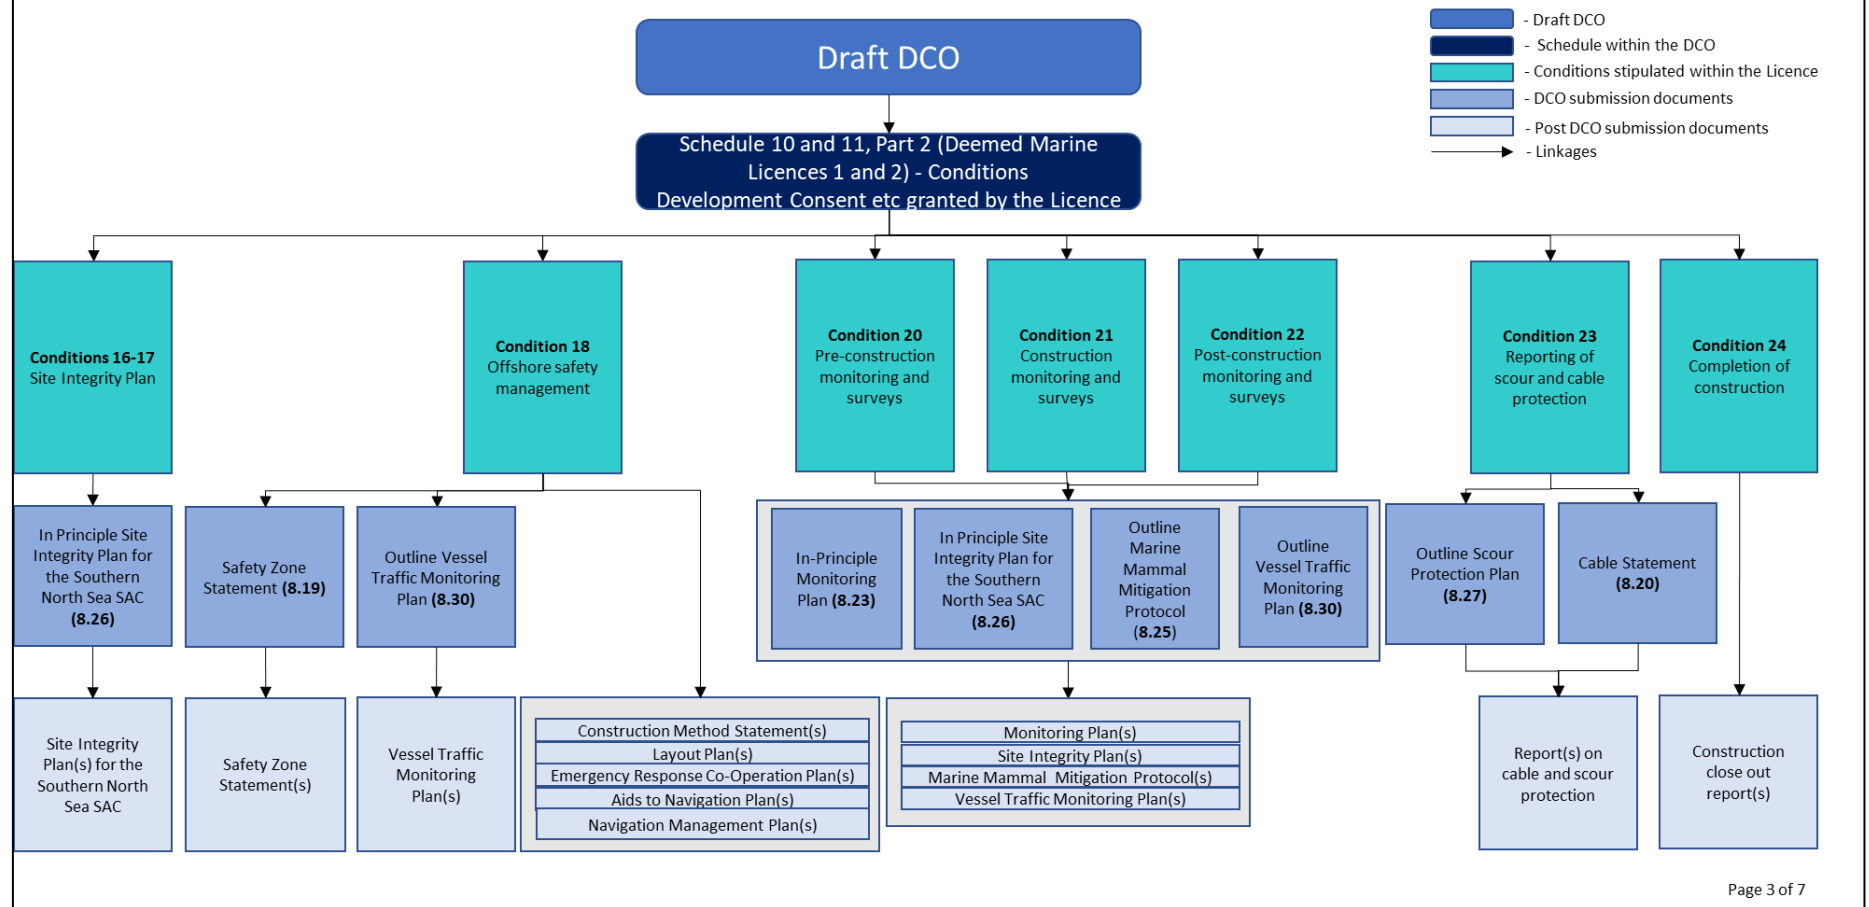 Draft DCO
- Draft DCO
- Schedule within the DCO
- Conditions stipulated within the Licence
- DCO submission documents
- Post DCO submission documents
- Linkages
Schedule 10 and 11, Part 2 (Deemed Marine
Licences 1 and 2) - Conditions
Development Consent etc granted by the Licence
Conditions 16-17
Site Integrity Plan
Condition 18
Offshore safety
management
Condition 20
Pre-construction
monitoring and
surveys
Condition 21
Construction
monitoring and
surveys
Condition 22
Post-construction
monitoring and
surveys
Condition 23
Reporting of
scour and cable
protection
Condition 24
Completion of
construction
In Principle Site
Integrity Plan for
the Southern
North Sea SAC
(8.26)
Safety Zone
Statement (8.19)
Outline Vessel
Traffic Monitoring
Plan (8.30)
In-Principle
Monitoring
Plan (8.23)
In Principle Site
Integrity Plan for
the Southern
North Sea SAC
(8.26)
Outline
Marine
Mammal
Mitigation
Protocol
(8.25)
Outline
Vessel Traffic
Monitoring
Plan (8.30)
Outline Scour
Protection Plan
(8.27)
Cable Statement
(8.20)
Site Integrity
Plan(s) for the
Southern North
Sea SAC
Safety Zone
Statement(s)
Vessel Traffic
Monitoring
Plan(s)
Construction Method Statement(s)
Layout Plan(s)
Emergency Response Co-Operation Plan(s)
Aids to Navigation Plan(s)
Navigation Management Plan(s)
Monitoring Plan(s)
Site Integrity Plan(s)
Marine Mammal Mitigation Protocol(s)
Vessel Traffic Monitoring Plan(s)
Report(s) on
cable and scour
protection
Construction
close out
report(s)
Page 3 of 7